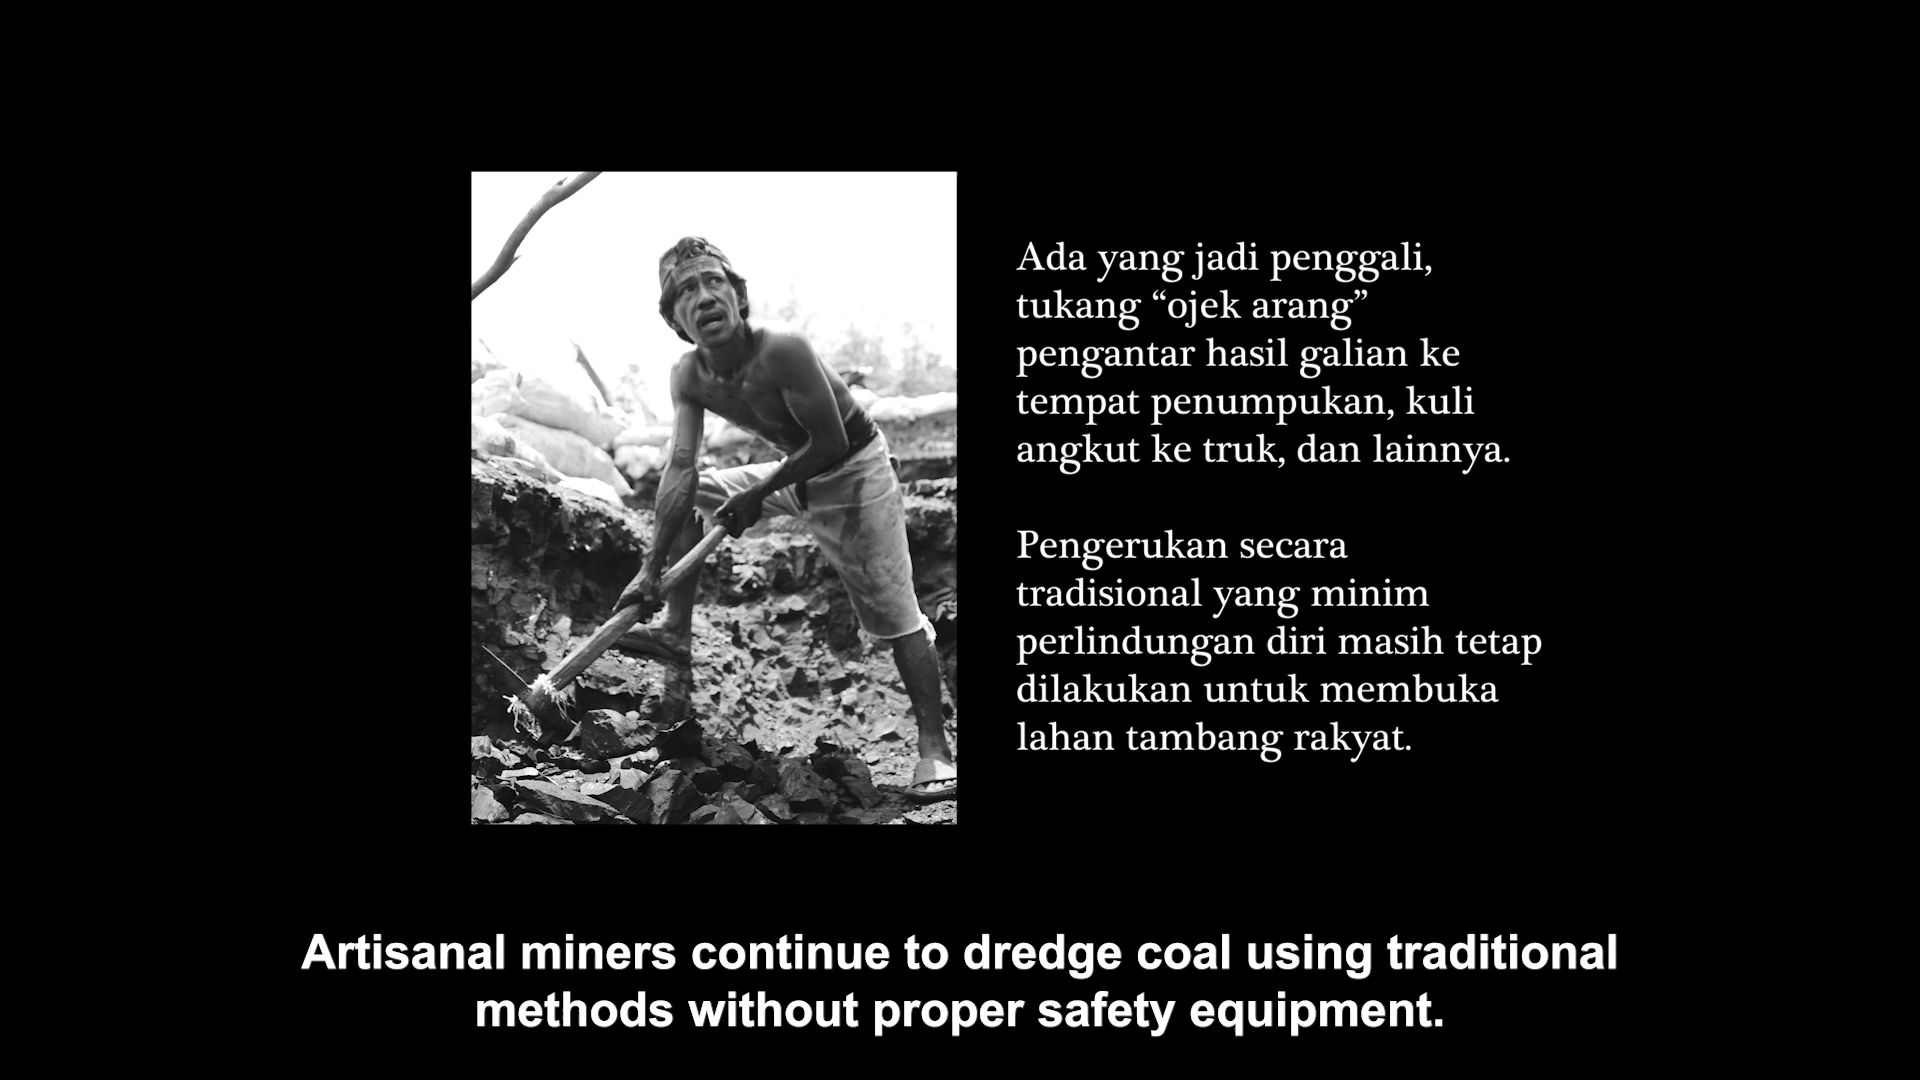 Ada yang jadi penggali,
tukang “ojek arang”
pengantar hasil galian ke
tempat penumpukan, kuli
angkut ke truk, dan lainnya.
Pengerukan secara
tradisional yang minim
perlindungan diri masih tetap
dilakukan untuk membuka
lahan tambang rakyat.
Artisanal miners continue to dredge coal using traditional
methods without proper safety equipment.